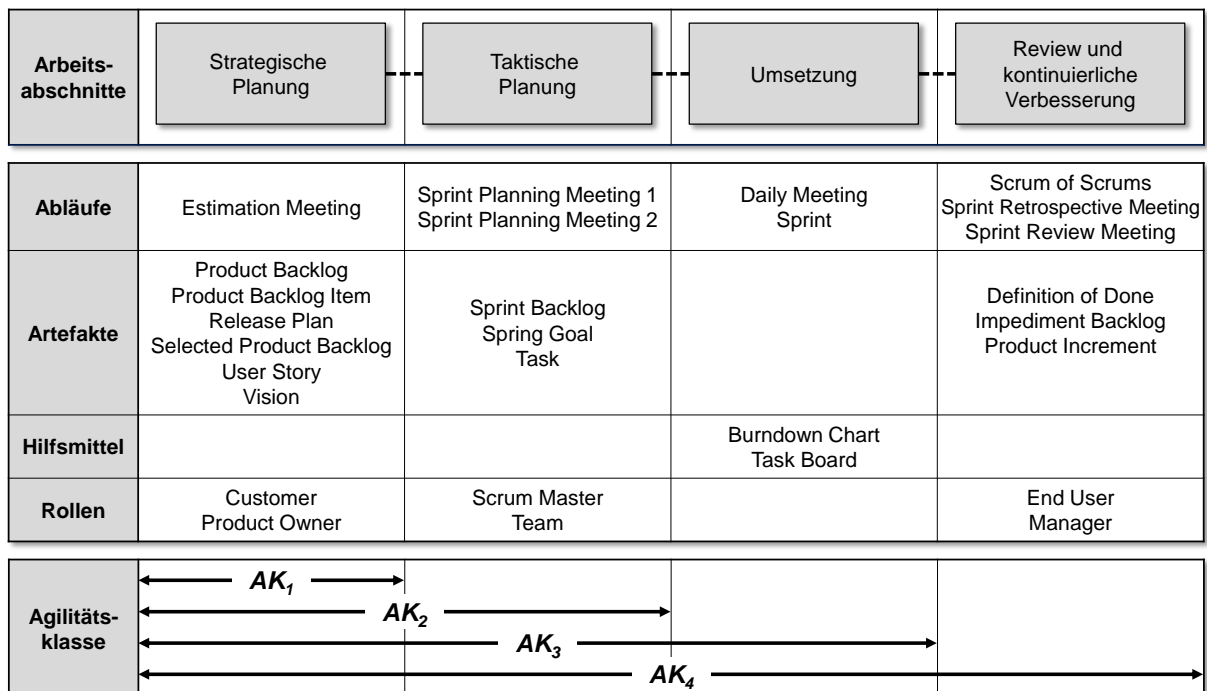 Arbeits-
abschnitte
Strategische
Planung
Taktische
Planung
Umsetzung
Review und
kontinuierliche
Verbesserung
Abläufe
Estimation Meeting
Sprint Planning Meeting 1
Sprint Planning Meeting 2
Daily Meeting
Sprint
Scrum of Scrums
Sprint Retrospective Meeting
Sprint Review Meeting
Artefakte
Product Backlog
Product Backlog Item
Release Plan
Selected Product Backlog
User Story
Vision
Sprint Backlog
Spring Goal
Task
Definition of Done
Impediment Backlog
Product Increment
Hilfsmittel
Burndown Chart
Task Board
Rollen
Customer
Product Owner
Scrum Master
Team
End User
Manager
Agilitäts-
klasse
AK1
AK2
AK3
AK4